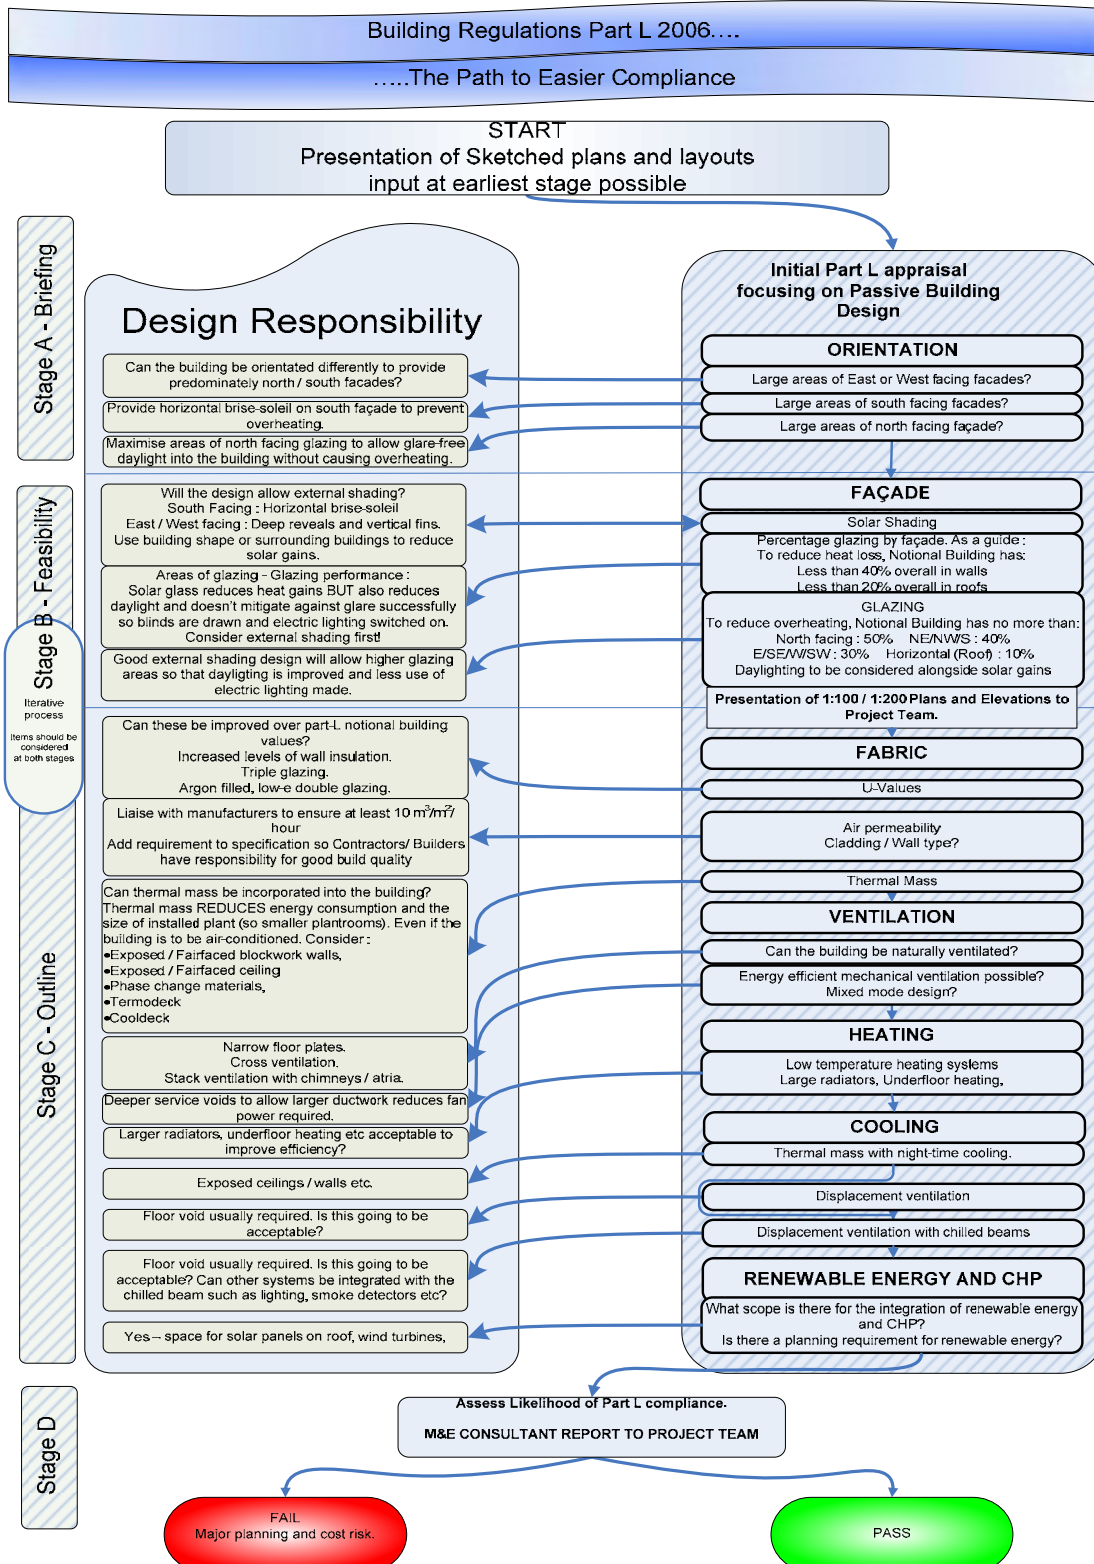 Building Regulations Part L 2006….
…..The Path to Easier Compliance
START
Presentation of Sketched plans and layouts
input at earliest stage possible
Stage A - Briefing
Design Responsibility
Can the building be orientated differently to provide
predominately north / south facades?
Provide horizontal brise-soleil on south façade to prevent
overheating.
Maximise areas of north facing glazing to allow glare-free
daylight into the building without causing overheating.
Initial Part L appraisal
focusing on Passive Building
Design
ORIENTATION
Large areas of East or West facing facades?
Large areas of south facing facades?
Large areas of north facing façade?
Stage B - Feasibility
Will the design allow external shading?
South Facing : Horizontal brise-soleil
East / West facing : Deep reveals and vertical fins.
Use building shape or surrounding buildings to reduce
solar gains.
Areas of glazing - Glazing performance :
Solar glass reduces heat gains BUT also reduces
daylight and doesn't mitigate against glare successfully
so blinds are drawn and electric lighting switched on.
Consider external shading first!
Good external shading design will allow higher glazing
areas so that dayligting is improved and less use of
electric lighting made.
FAÇADE
Solar Shading
Percentage glazing by façade. As a guide :
To reduce heat loss, Notional Building has:
Less than 40% overall in walls
Less than 20% overall in roofs
GLAZING
To reduce overheating, Notional Building has no more than:
North facing : 50% NE/NW/S : 40%
E/SE/W/SW : 30% Horizontal (Roof) : 10%
Daylighting to be considered alongside solar gains
Presentation of 1:100 / 1:200 Plans and Elevations to
Project Team.
Iterative
process
Items should be
considered
at both stages
Stage C - Outline
Can these be improved over part-L notional building
values?
Increased levels of wall insulation.
Triple glazing.
Argon filled, low-e double glazing.
Liaise with manufacturers to ensure at least 10 m³/m²/
hour
Add requirement to specification so Contractors/ Builders
have responsibility for good build quality
Can thermal mass be incorporated into the building?
Thermal mass REDUCES energy consumption and the
size of installed plant (so smaller plantrooms). Even if the
building is to be air-conditioned. Consider :
•Exposed / Fairfaced blockwork walls,
•Exposed / Fairfaced ceiling
•Phase change materials,
•Termodeck
•Cooldeck
Narrow floor plates.
Cross ventilation.
Stack ventilation with chimneys / atria.
Deeper service voids to allow larger ductwork reduces fan
power required.
Larger radiators, underfloor heating etc acceptable to
improve efficiency?
Exposed ceilings / walls etc.
Floor void usually required. Is this going to be
acceptable?
Floor void usually required. Is this going to be
acceptable? Can other systems be integrated with the
chilled beam such as lighting, smoke detectors etc?
Yes – space for solar panels on roof, wind turbines,
FABRIC
U-Values
Air permeability
Cladding / Wall type?
Thermal Mass
VENTILATION
Can the building be naturally ventilated?
Energy efficient mechanical ventilation possible?
Mixed mode design?
HEATING
Low temperature heating systems
Large radiators, Underfloor heating,
COOLING
Thermal mass with night-time cooling.
Displacement ventilation
Displacement ventilation with chilled beams
RENEWABLE ENERGY AND CHP
What scope is there for the integration of renewable energy
and CHP?
Is there a planning requirement for renewable energy?
Stage D
Assess Likelihood of Part L compliance.
M&E CONSULTANT REPORT TO PROJECT TEAM
FAIL
Major planning and cost risk.
PASS